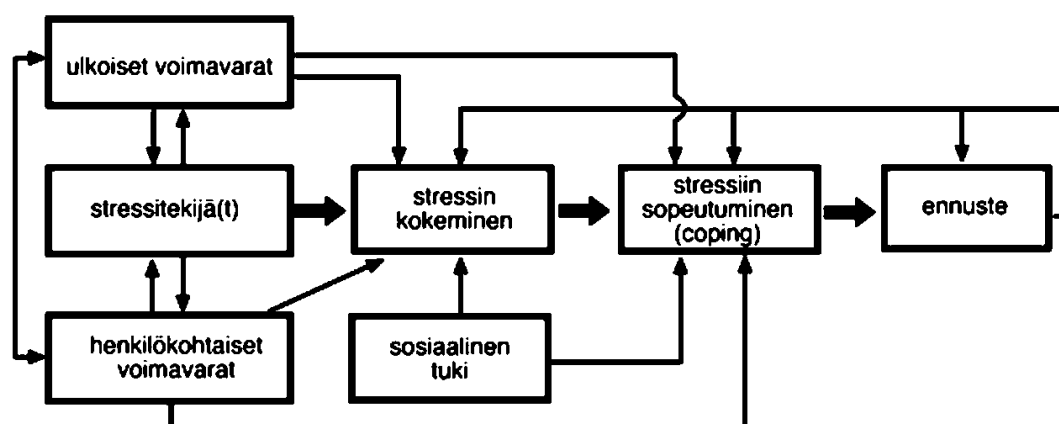 ulkoiset voimavarat
stressitekijä(t)
stressin
kokeminen
stressiin
sopeutuminen
(coping)
ennuste
henkilökohtaiset
voimavarat
sosiaalinen
tuki